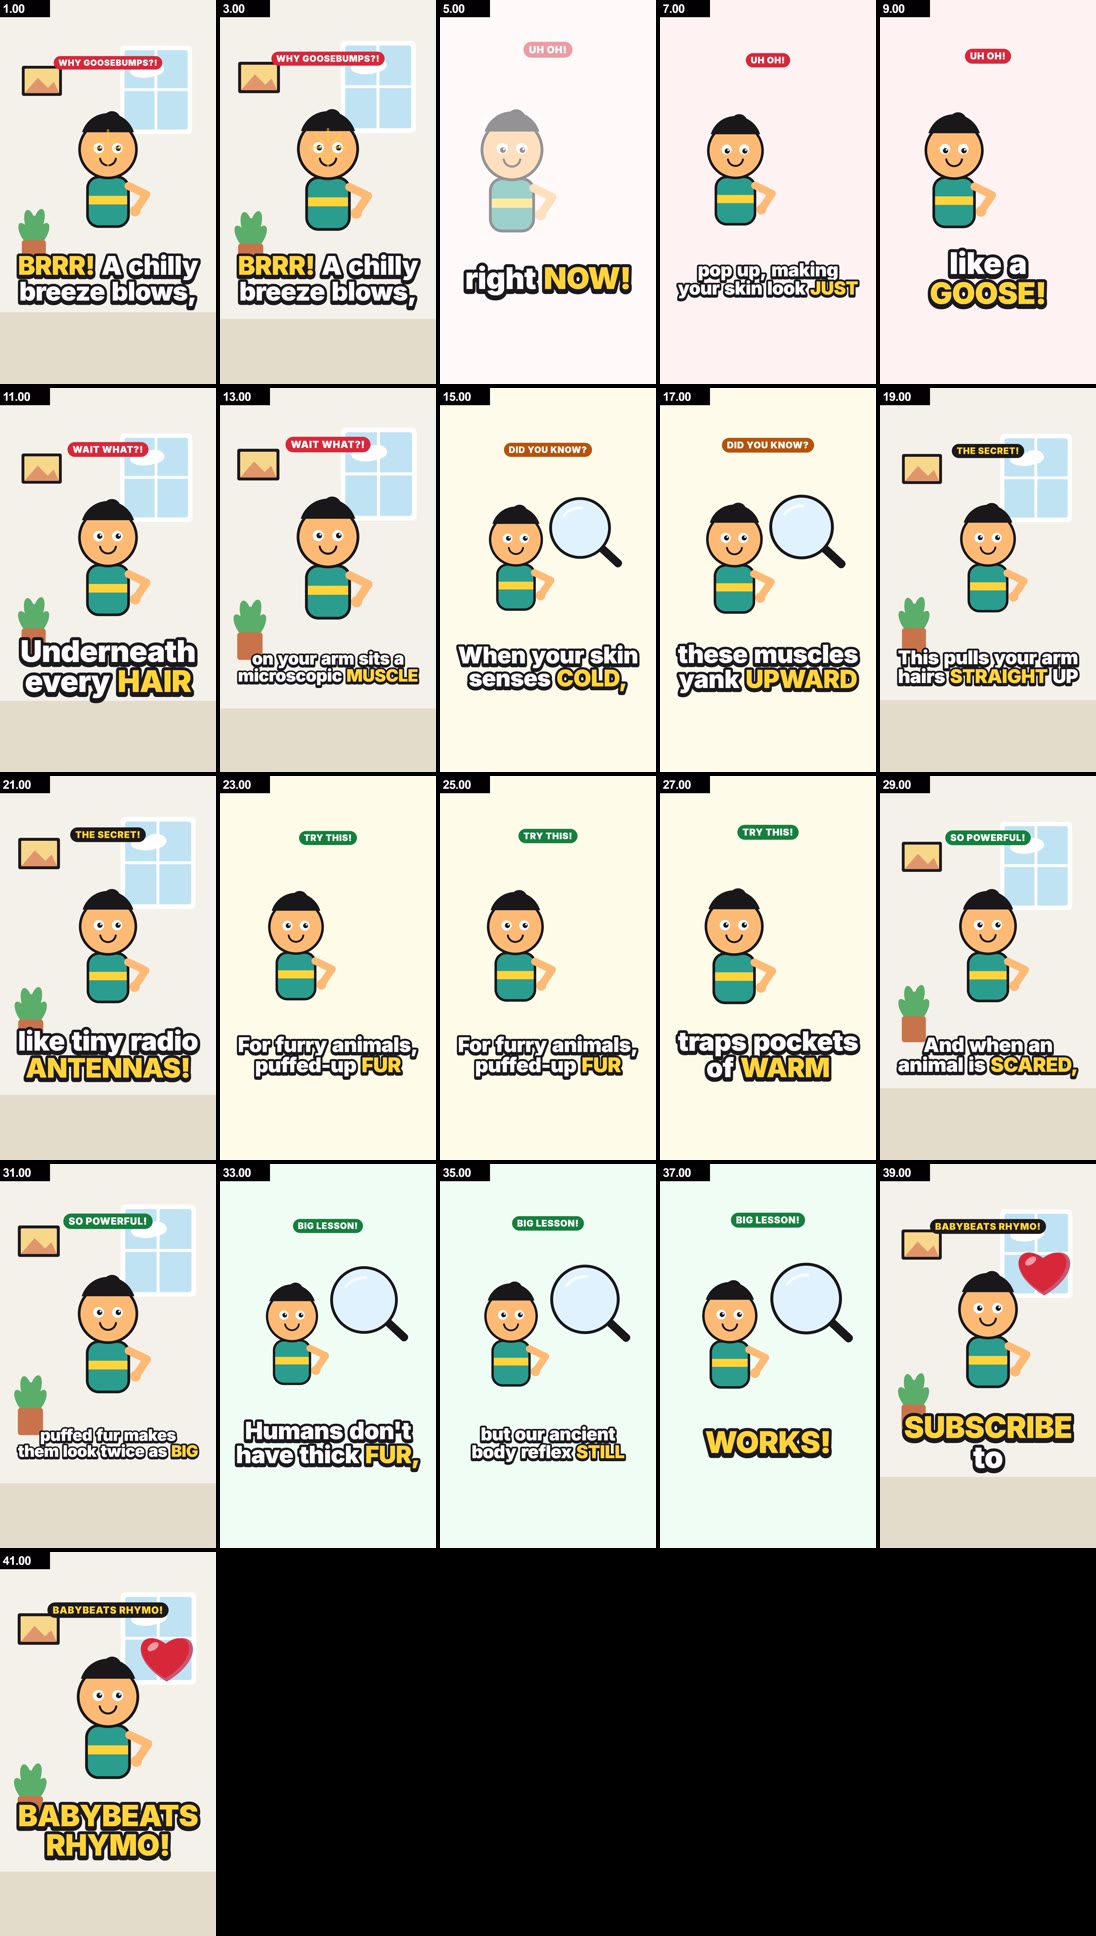 1.00
WHY GOOSEBUMPS?!
BRRR! A chilly
breeze blows,
3.00
WHY GOOSEBUMPS?!
BRRR! A chilly
breeze blows,
5.00
UH OH!
right NOW!
7.00
UH OH!
pop up, making
your skin look JUST
9.00
UH OH!
like a
GOOSE!
11.00
WAIT WHAT?!
Underneath
every HAIR
13.00
WAIT WHAT?!
on your arm sits a
microscopic MUSCLE
15.00
DID YOU KNOW?
When your skin
senses COLD,
17.00
DID YOU KNOW?
these muscles
yank UPWARD
19.00
THE SECRET!
This pulls your arm
hairs STRAIGHT UP
21.00
THE SECRET!
like tiny radio
ANTENNAS!
23.00
TRY THIS!
For furry animals,
puffed-up FUR
25.00
TRY THIS!
For furry animals,
puffed-up FUR
27.00
TRY THIS!
traps pockets
of WARM
29.00
SO POWERFUL!
And when an
animal is SCARED,
31.00
SO POWERFUL!
puffed fur makes
them look twice as BIG
33.00
BIG LESSON!
Humans don't
have thick FUR,
35.00
BIG LESSON!
but our ancient
body reflex STILL
37.00
BIG LESSON!
WORKS!
39.00
BABYBEATS RHYMO!
SUBSCRIBE
to
41.00
BABYBEATS RHYMO!
BABYBEATS
RHYMO!